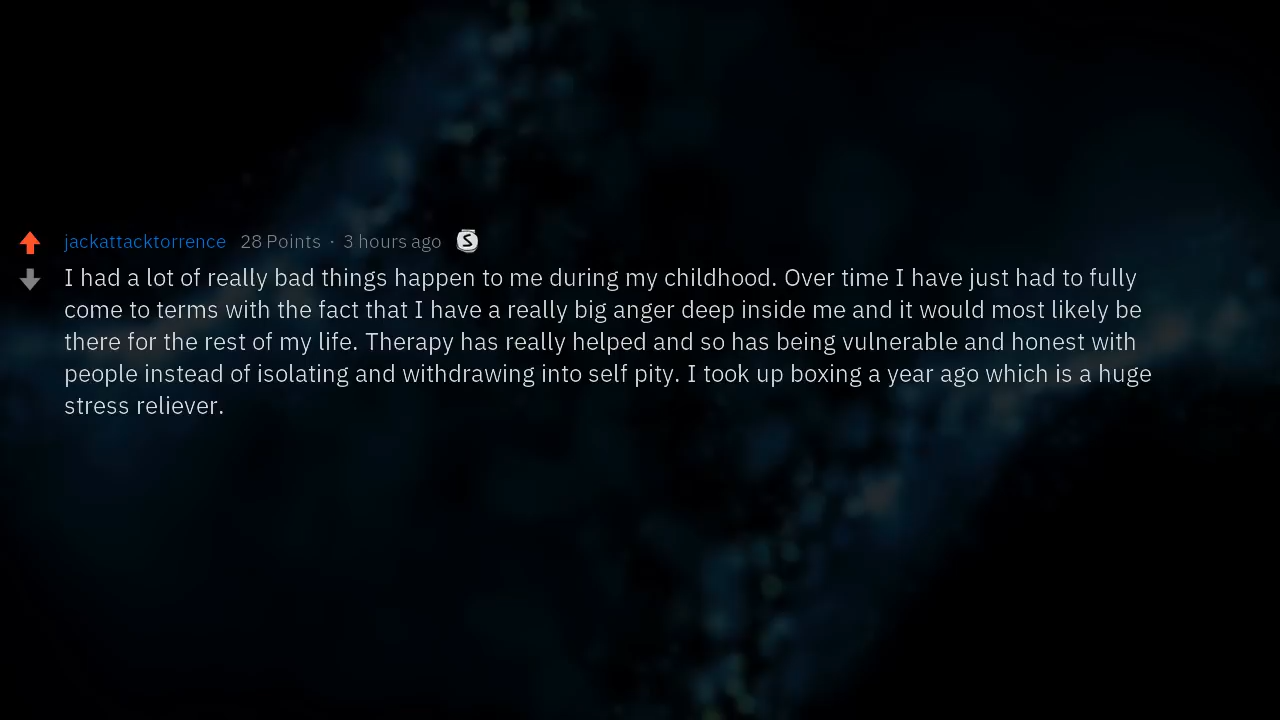 jackattacktorrence 28 Points · 3 hours ago S
I had a lot of really bad things happen to me during my childhood. Over time I have just had to fully
come to terms with the fact that I have a really big anger deep inside me and it would most likely be
there for the rest of my life. Therapy has really helped and so has being vulnerable and honest with
people instead of isolating and withdrawing into self pity. I took up boxing a year ago which is a huge
stress reliever.